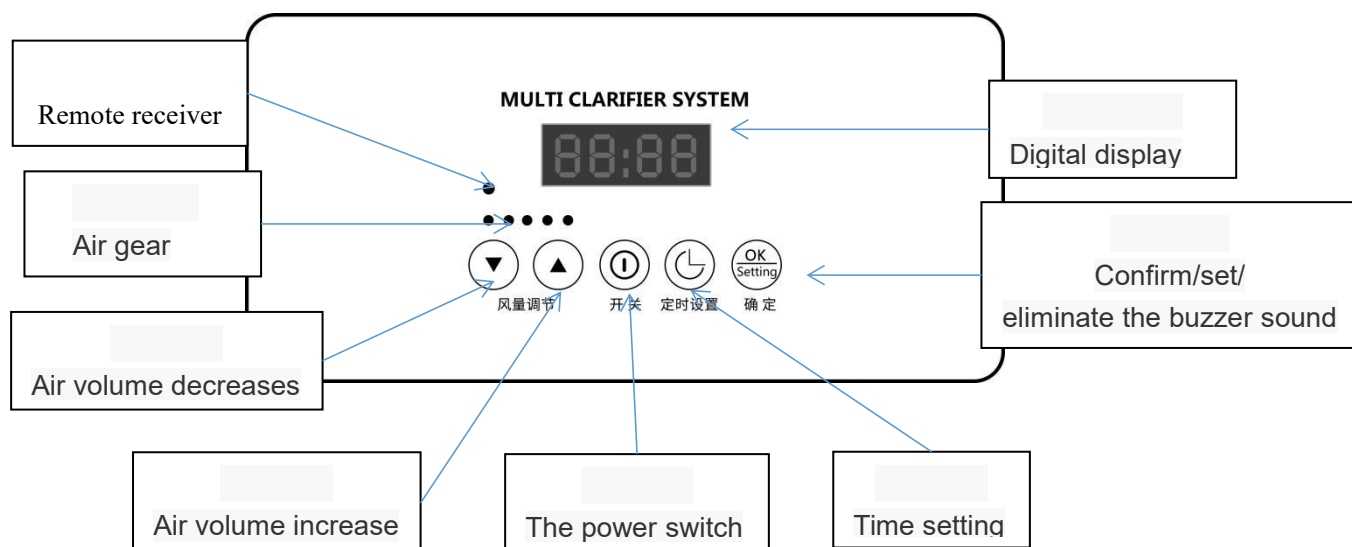 Remote receiver
MULTI CLARIFIER SYSTEM
88:88
Digital display
Air gear
OK
Setting
Confirm/set/
eliminate the buzzer sound
风量调节
开 关
定时设置
确 定
Air volume decreases
Air volume increase
The power switch
Time setting